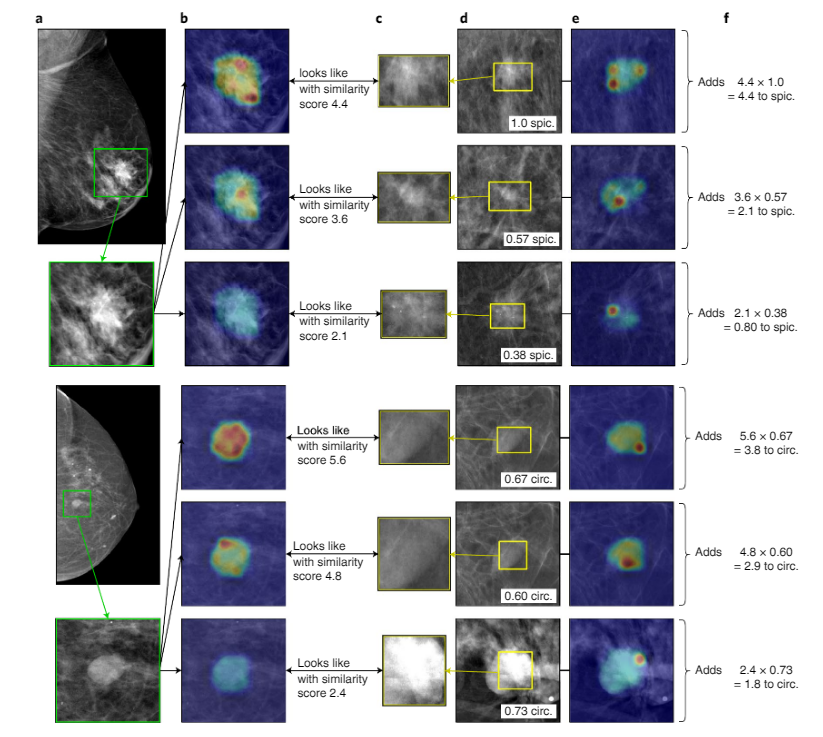 a b c d e f
looks like
with similarity
score 4.4
1.0 spic.
Adds 4.4 × 1.0
= 4.4 to spic.
Looks like
with similarity
score 3.6
0.57 spic.
Adds 3.6 × 0.57
= 2.1 to spic.
Looks like
with similarity
score 2.1
0.38 spic.
Adds 2.1 × 0.38
= 0.80 to spic.
Looks like
with similarity
score 5.6
0.67 circ.
Adds 5.6 × 0.67
= 3.8 to circ.
Looks like
with similarity
score 4.8
0.60 circ.
Adds 4.8 × 0.60
= 2.9 to circ.
Looks like
with similarity
score 2.4
0.73 circ.
Adds 2.4 × 0.73
= 1.8 to circ.